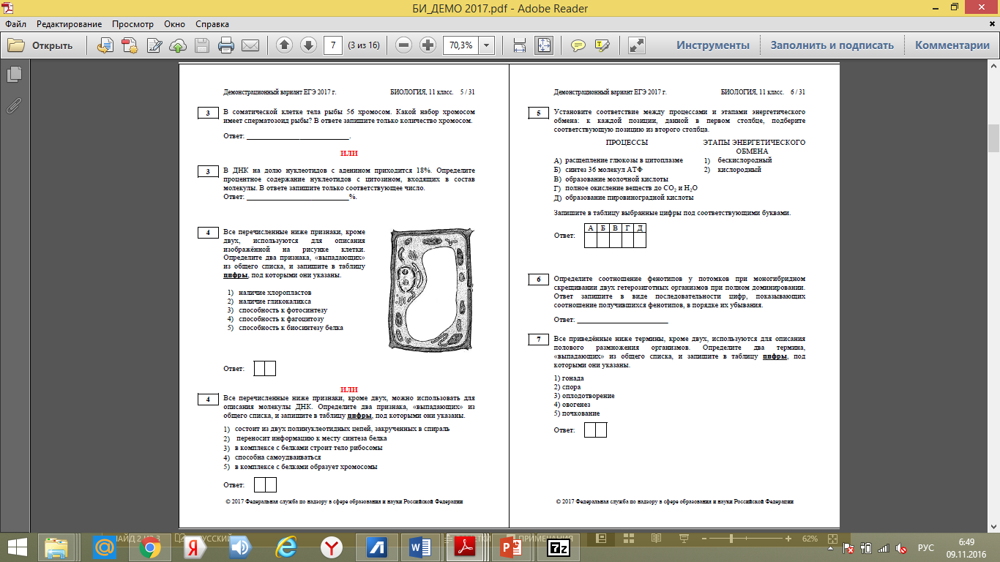 БИ_ДЕМО 2017.pdf - Adobe Reader
Файл Редактирование Просмотр Окно Справка
Открыть 7 (3 из 16) 70,3% Инструменты Заполнить и подписать Комментарии
Демонстрационный вариант ЕГЭ 2017 г. БИОЛОГИЯ, 11 класс. 5 / 31
3 В соматической клетке тела рыбы 56 хромосом. Какой набор хромосом
имеет сперматозоид рыбы? В ответе запишите только количество хромосом.
Ответ: ____________________________.
ИЛИ
3 В ДНК на долю нуклеотидов с аденином приходится 18%. Определите
процентное содержание нуклеотидов с цитозином, входящих в состав
молекулы. В ответе запишите только соответствующее число.
Ответ: ____________________________%.
4 Все перечисленные ниже признаки, кроме
двух, используются для описания
изображённой на рисунке клетки.
Определите два признака, «выпадающих»
из общего списка, и запишите в таблицу
цифры, под которыми они указаны.
1) наличие хлоропластов
2) наличие гликокаликса
3) способность к фотосинтезу
4) способность к фагоцитозу
5) способность к биосинтезу белка
Ответ:
ИЛИ
4 Все перечисленные ниже признаки, кроме двух, можно использовать для
описания молекулы ДНК. Определите два признака, «выпадающих» из
общего списка, и запишите в таблицу цифры, под которыми они указаны.
1) состоит из двух полинуклеотидных цепей, закрученных в спираль
2) переносит информацию к месту синтеза белка
3) в комплексе с белками строит тело рибосомы
4) способна самоудваиваться
5) в комплексе с белками образует хромосомы
Ответ:
© 2017 Федеральная служба по надзору в сфере образования и науки Российской Федерации
Демонстрационный вариант ЕГЭ 2017 г. БИОЛОГИЯ, 11 класс. 6 / 31
5 Установите соответствие между процессами и этапами энергетического
обмена: к каждой позиции, данной в первом столбце, подберите
соответствующую позицию из второго столбца.
ПРОЦЕССЫ ЭТАПЫ ЭНЕРГЕТИЧЕСКОГО
ОБМЕНА
А) расщепление глюкозы в цитоплазме 1) бескислородный
Б) синтез 36 молекул АТФ 2) кислородный
В) образование молочной кислоты
Г) полное окисление веществ до СО2 и Н2О
Д) образование пировиноградной кислоты
Запишите в таблицу выбранные цифры под соответствующими буквами.
Ответ: А Б В Г Д
6 Определите соотношение фенотипов у потомков при моногибридном
скрещивании двух гетерозиготных организмов при полном доминировании.
Ответ запишите в виде последовательности цифр, показывающих
соотношение получившихся фенотипов, в порядке их убывания.
Ответ: _________________________
7 Все приведённые ниже термины, кроме двух, используются для описания
полового размножения организмов. Определите два термина,
«выпадающих» из общего списка, и запишите в таблицу цифры, под
которыми они указаны.
1) гонада
2) спора
3) оплодотворение
4) овогенез
5) почкование
Ответ:
© 2017 Федеральная служба по надзору в сфере образования и науки Российской Федерации
СЛАЙД 2 ИЗ 3 РУССКИЙ ПРИМЕЧАНИЯ 62%
РУС 6:49
09.11.2016